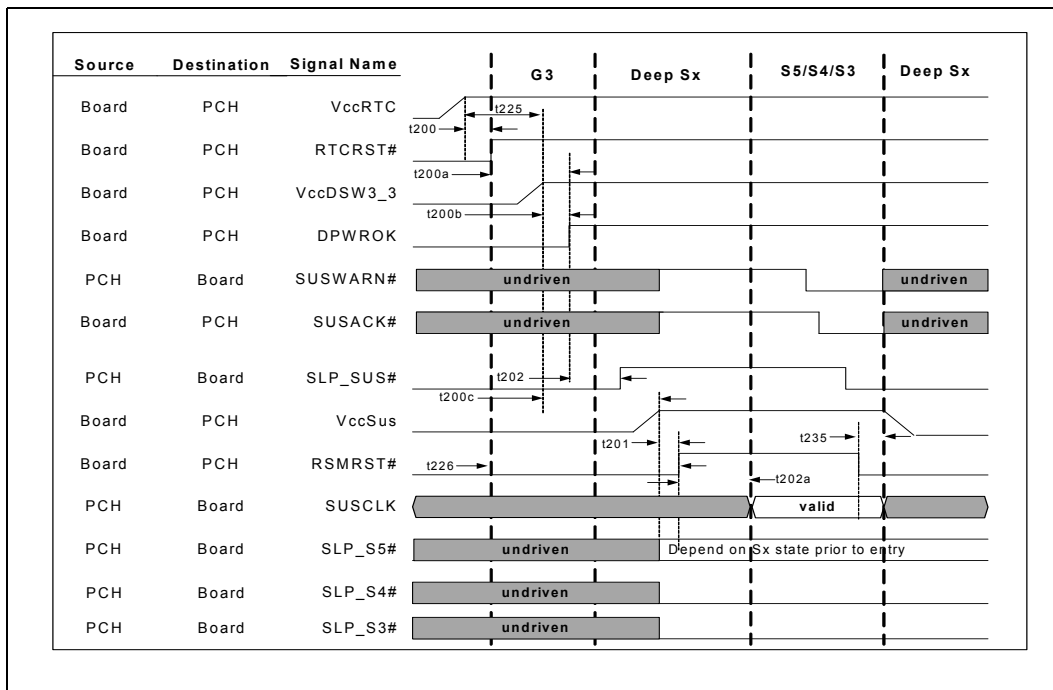 Source Destination Signal Name G3 Deep Sx S5/S4/S3 Deep Sx
Board PCH VccRTC
t225
t200
Board PCH RTCRST#
t200a
Board PCH VccDSW3_3
t200b
Board PCH DPWROK
PCH Board SUSWARN# undriven undriven
Board PCH SUSACK# undriven undriven
PCH Board SLP_SUS# t202
t200c
Board PCH VccSus
t201 t235
Board PCH RSMRST# t226
t202a
PCH Board SUSCLK valid
PCH Board SLP_S5# undriven Depend on Sx state prior to entry
PCH Board SLP_S4# undriven
PCH Board SLP_S3# undriven